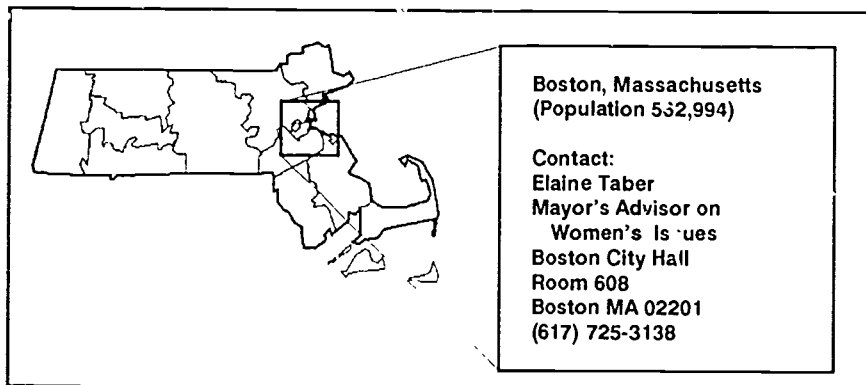 Boston, Massachusetts
(Population
Contact:
Elaine Taber
Mayor's Advisor on
Women's Issues
Boston City Hall
Room 608
Boston MA 02201
(617) 725-3138